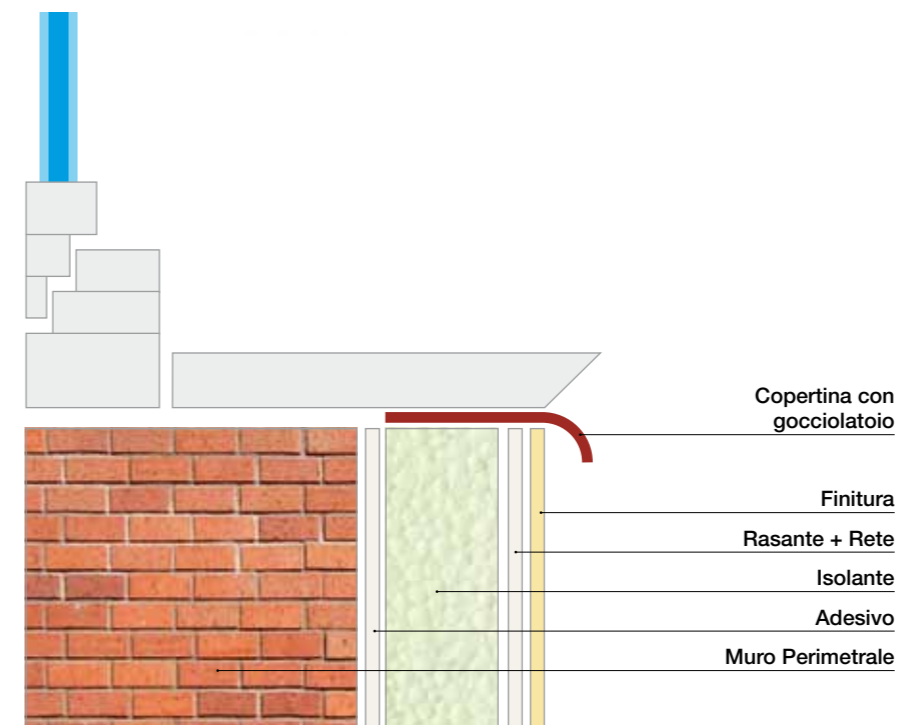 Copertina con
gocciolatoio
Finitura
Rasante + Rete
Isolante
Adesivo
Muro Perimetrale